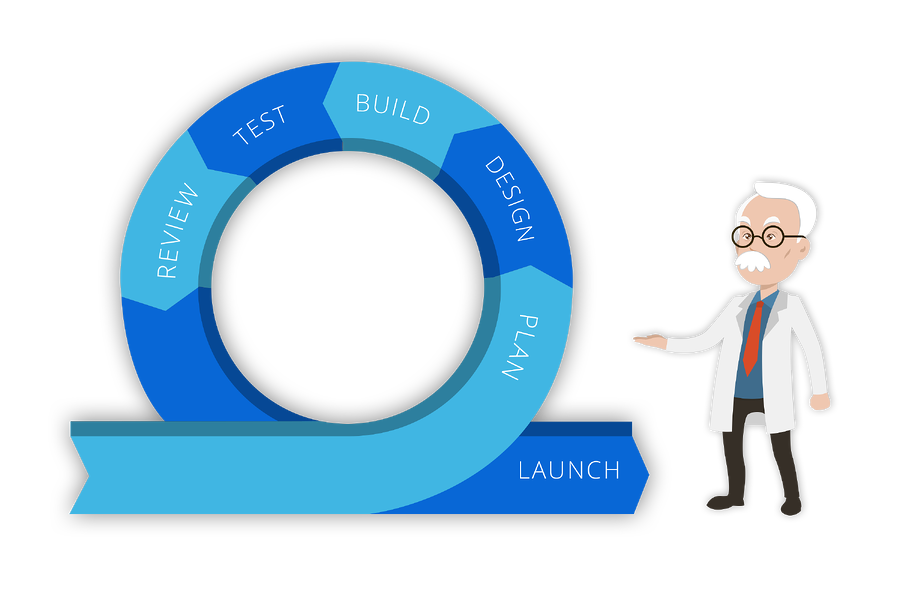 PLAN
DESIGN
BUILD
TEST
REVIEW
LAUNCH